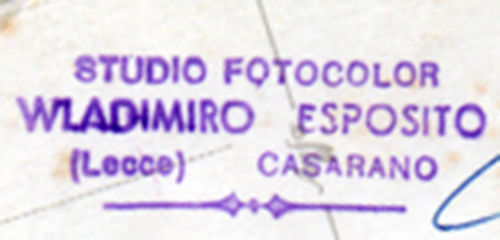 STUDIO FOTOCOLOR
WLADIMIRO ESPOSITO
(Lecce) CASARANO